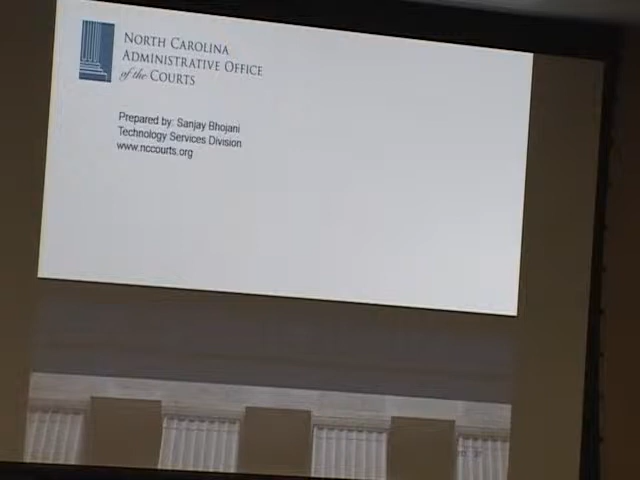 NORTH CAROLINA
ADMINISTRATIVE OFFICE
of the COURTS
Prepared by: Sanjay Bhojani
Technology Services Division
www.nccourts.org